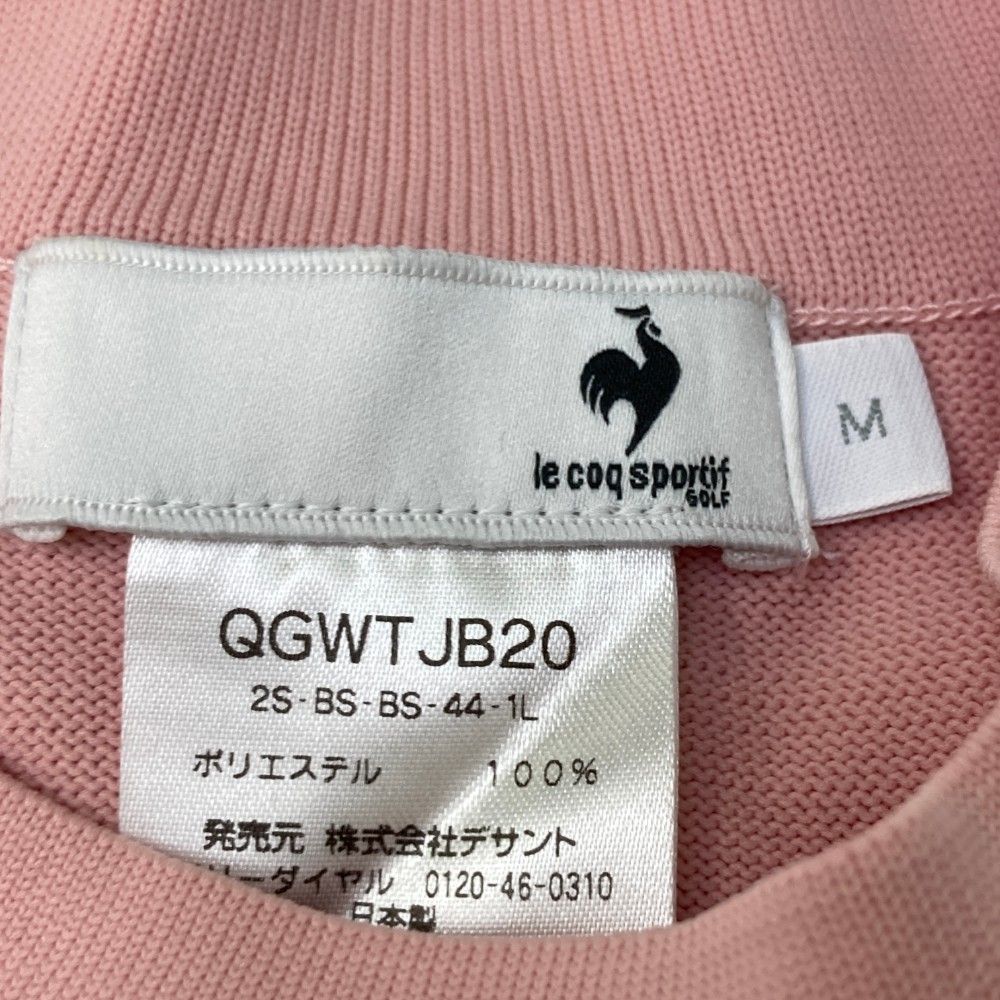 le coq sportif
GOLF
M
QGWTJB20
2S-BS-BS-44-1L
ポリエステル 100%
発売元 株式会社デサント
リーダイヤル 0120-46-0310
日本製